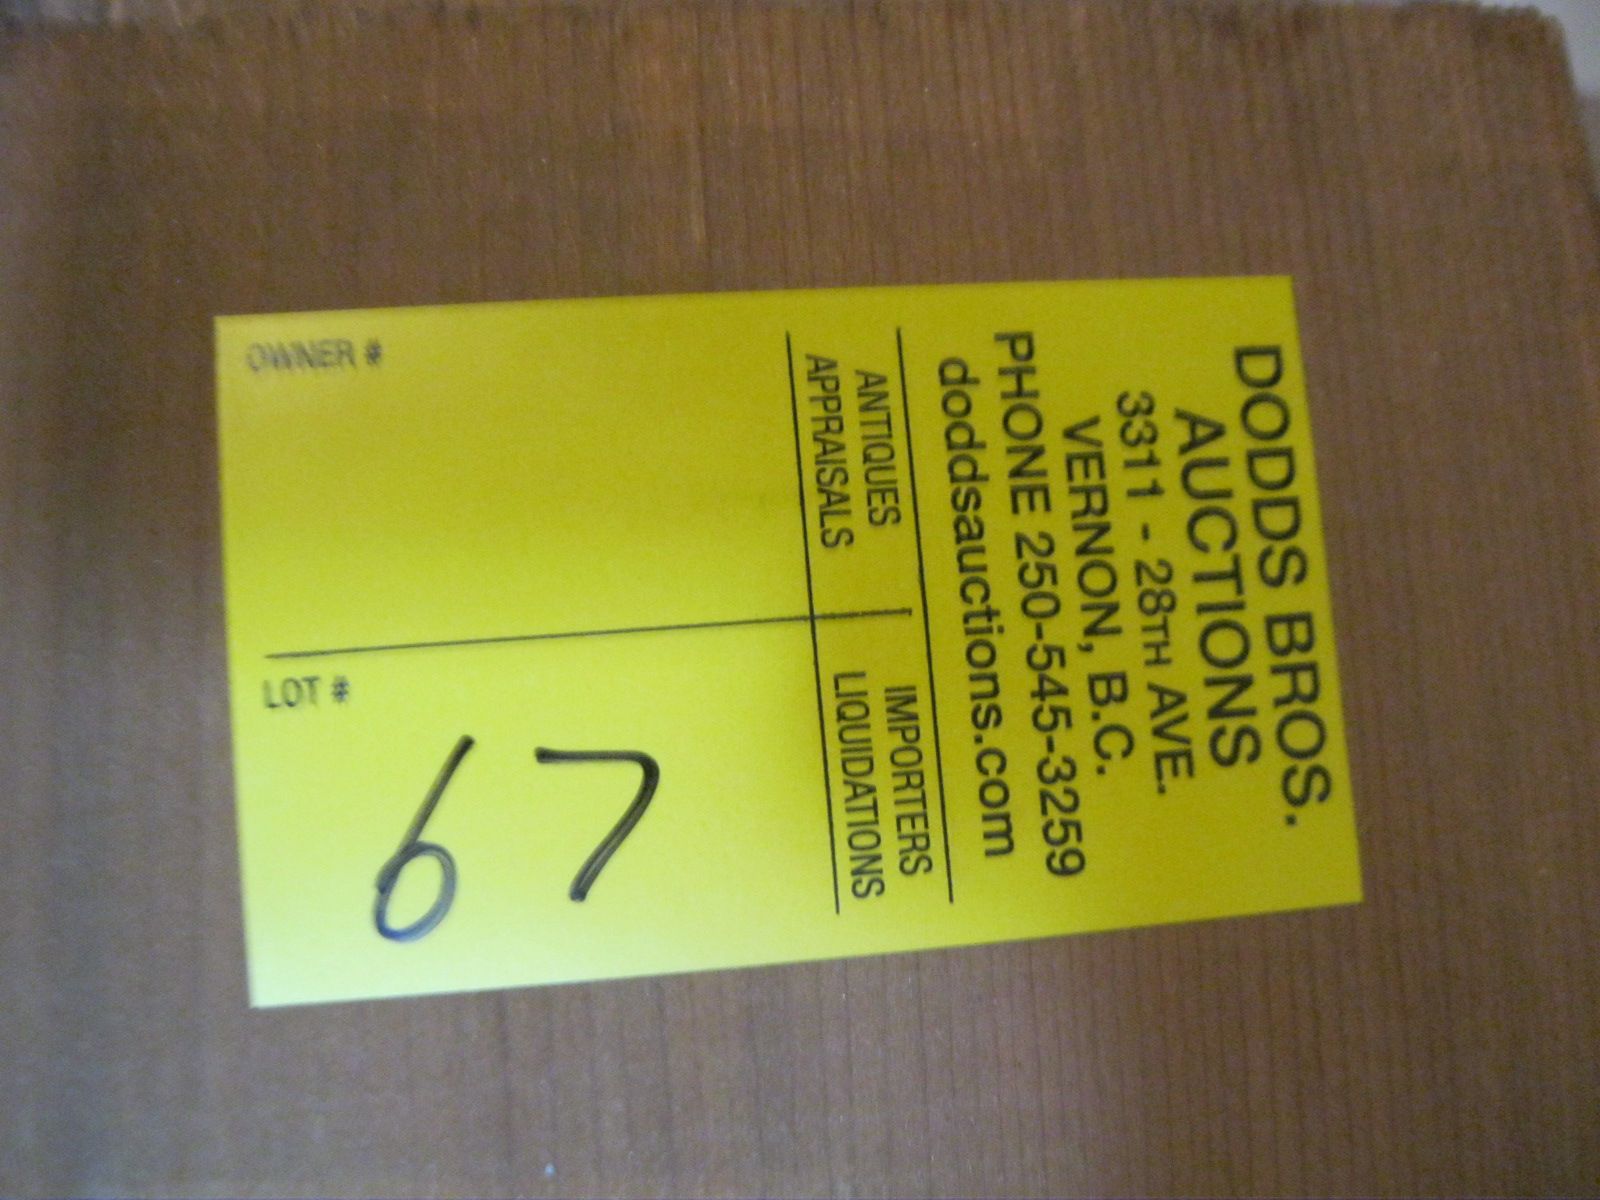 DODDS BROS.
AUCTIONS
3311 - 28TH AVE.
VERNON, B.C.
PHONE 250-545-3259
doddsauctions.com
ANTIQUES IMPORTERS
APPRAISALS LIQUIDATIONS
OWNER #
LOT #
67